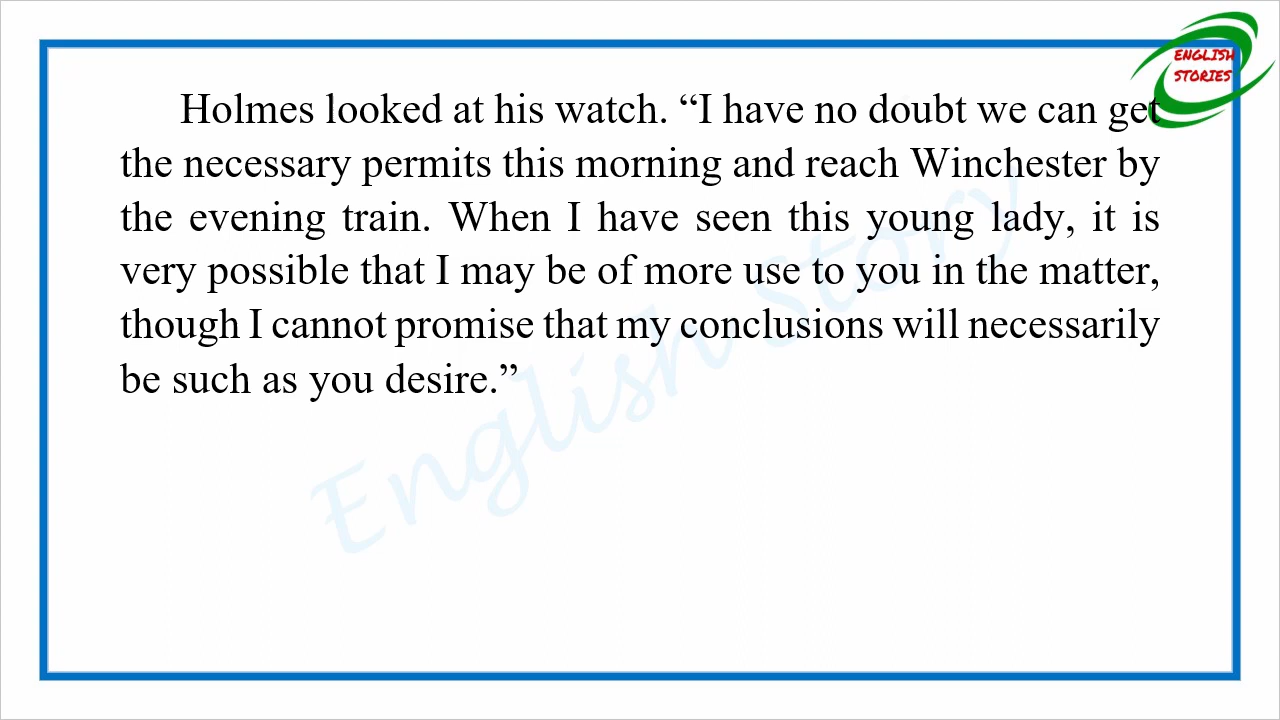 ENGLISH
STORIES
Holmes looked at his watch. “I have no doubt we can get
the necessary permits this morning and reach Winchester by
the evening train. When I have seen this young lady, it is
very possible that I may be of more use to you in the matter,
though I cannot promise that my conclusions will necessarily
be such as you desire.”
English Story